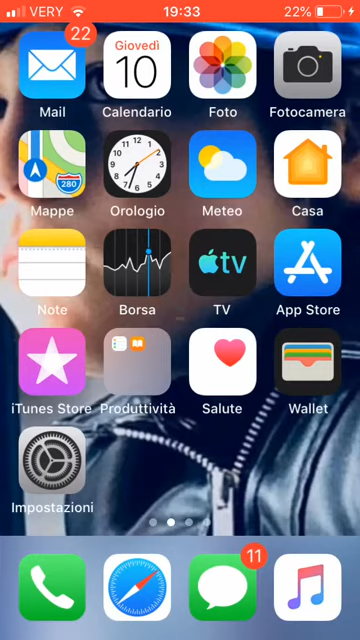 VERY 19:33 22%
22
Mail Calendario Foto Fotocamera
Giovedì
10
Mappe Orologio Meteo Casa
280
Note Borsa TV App Store
tv
iTunes Store Produttività Salute Wallet
Impostazioni
11